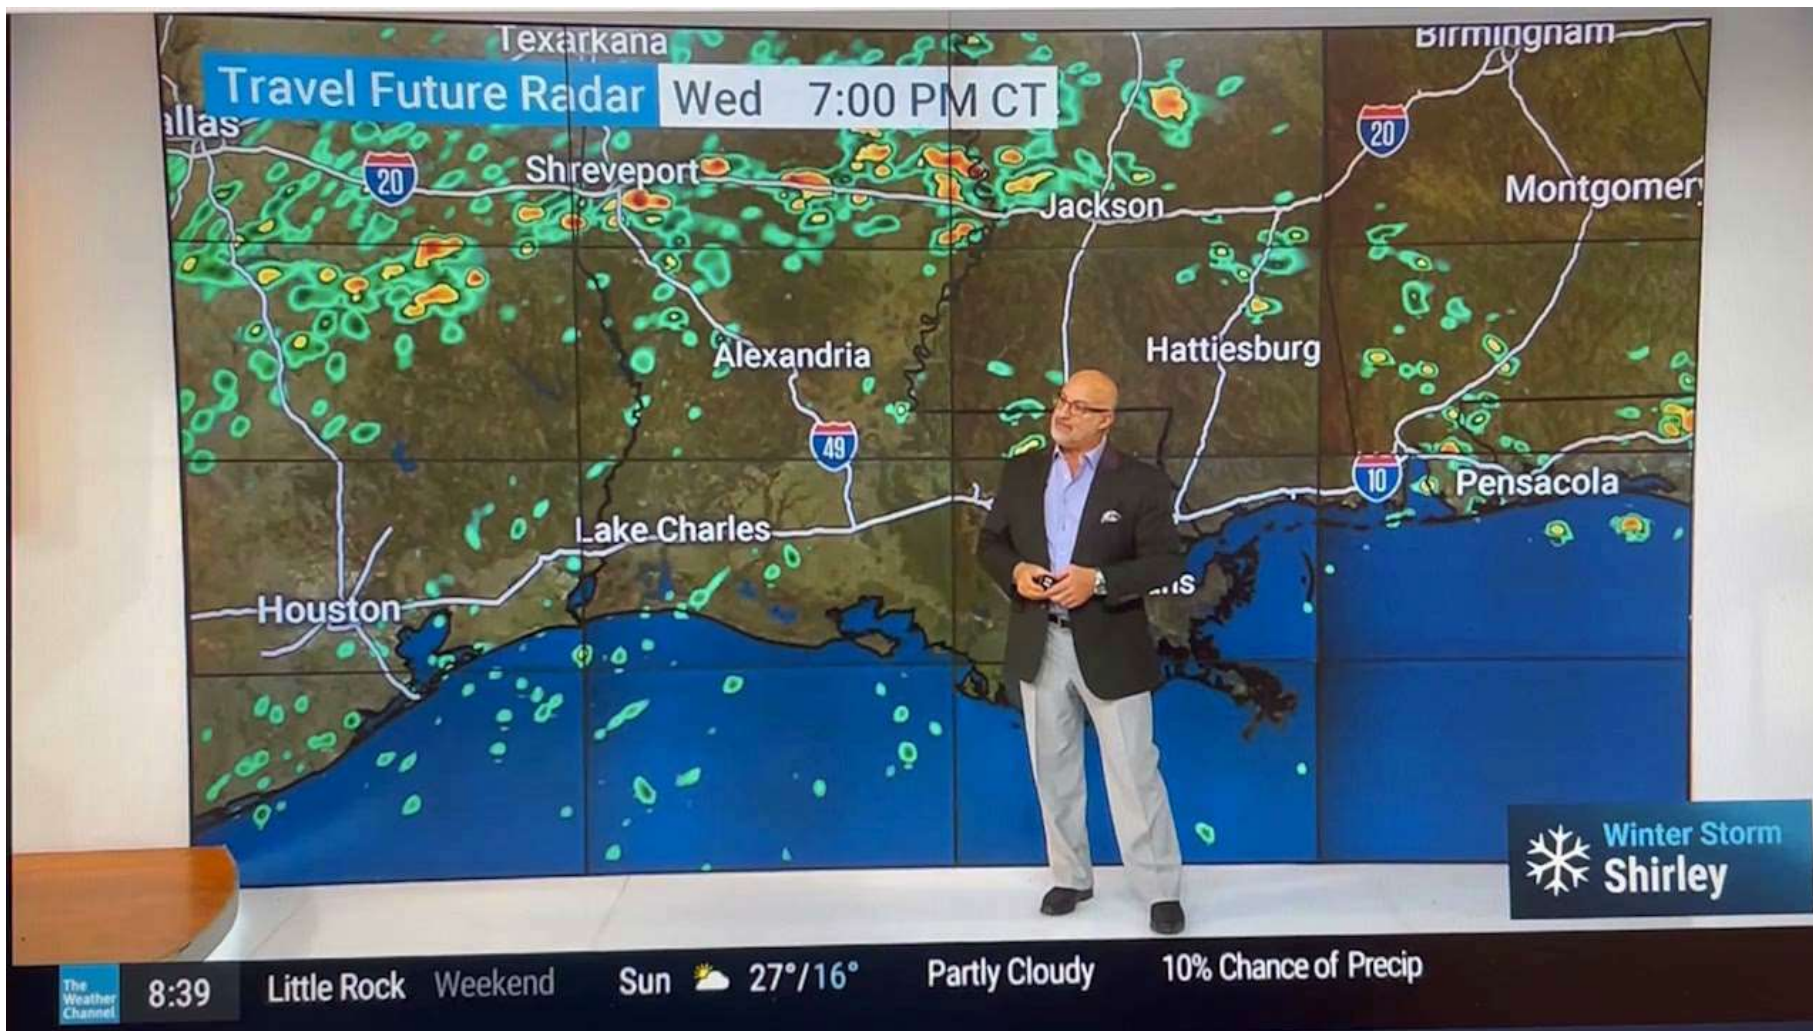 Texarkana
Birmingham
Travel Future Radar Wed 7:00 PM CT
allas
20
20
Shreveport
Jackson
Montgomery
Alexandria
Hattiesburg
49
10
Pensacola
Lake Charles
Houston
Winter Storm
Shirley
The Weather Channel
8:39 Little Rock Weekend Sun 27°/16° Partly Cloudy 10% Chance of Precip